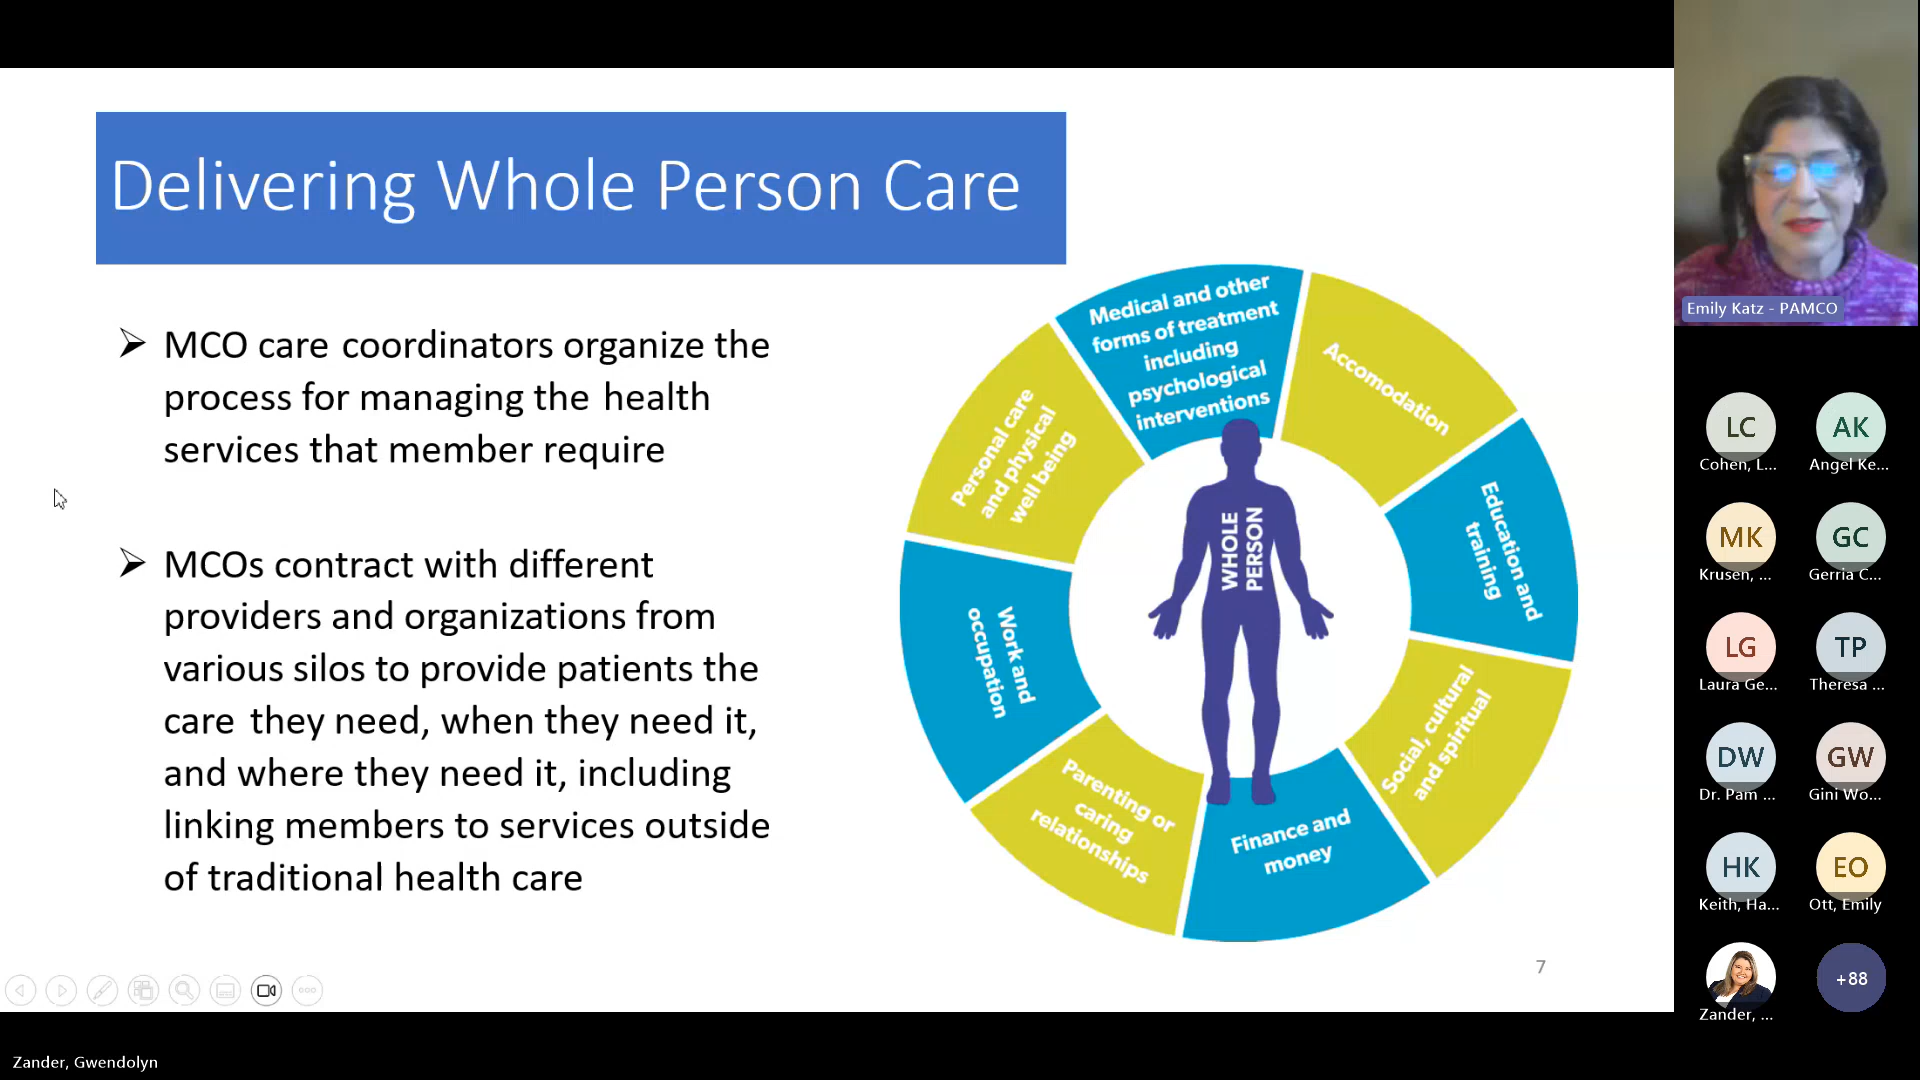 Delivering Whole Person Care
MCO care coordinators organize the
process for managing the health
services that member require
MCOs contract with different
providers and organizations from
various silos to provide patients the
care they need, when they need it,
and where they need it, including
linking members to services outside
of traditional health care
Medical and other
forms of treatment
including
psychological
interventions
Accomodation
Education and
training
Social, cultural
and spiritual
Finance and
money
Parenting or
caring
relationships
Work and
occupation
Personal care
and physical
well being
WHOLE
PERSON
7
Emily Katz - PAMCO
LC
Cohen, L...
AK
Angel Ke...
MK
Krusen, ...
GC
Gerria C...
LG
Laura Ge...
TP
Theresa ...
DW
Dr. Pam ...
GW
Gini Wo...
HK
Keith, Ha...
EO
Ott, Emily
Zander, ...
+88
Zander, Gwendolyn